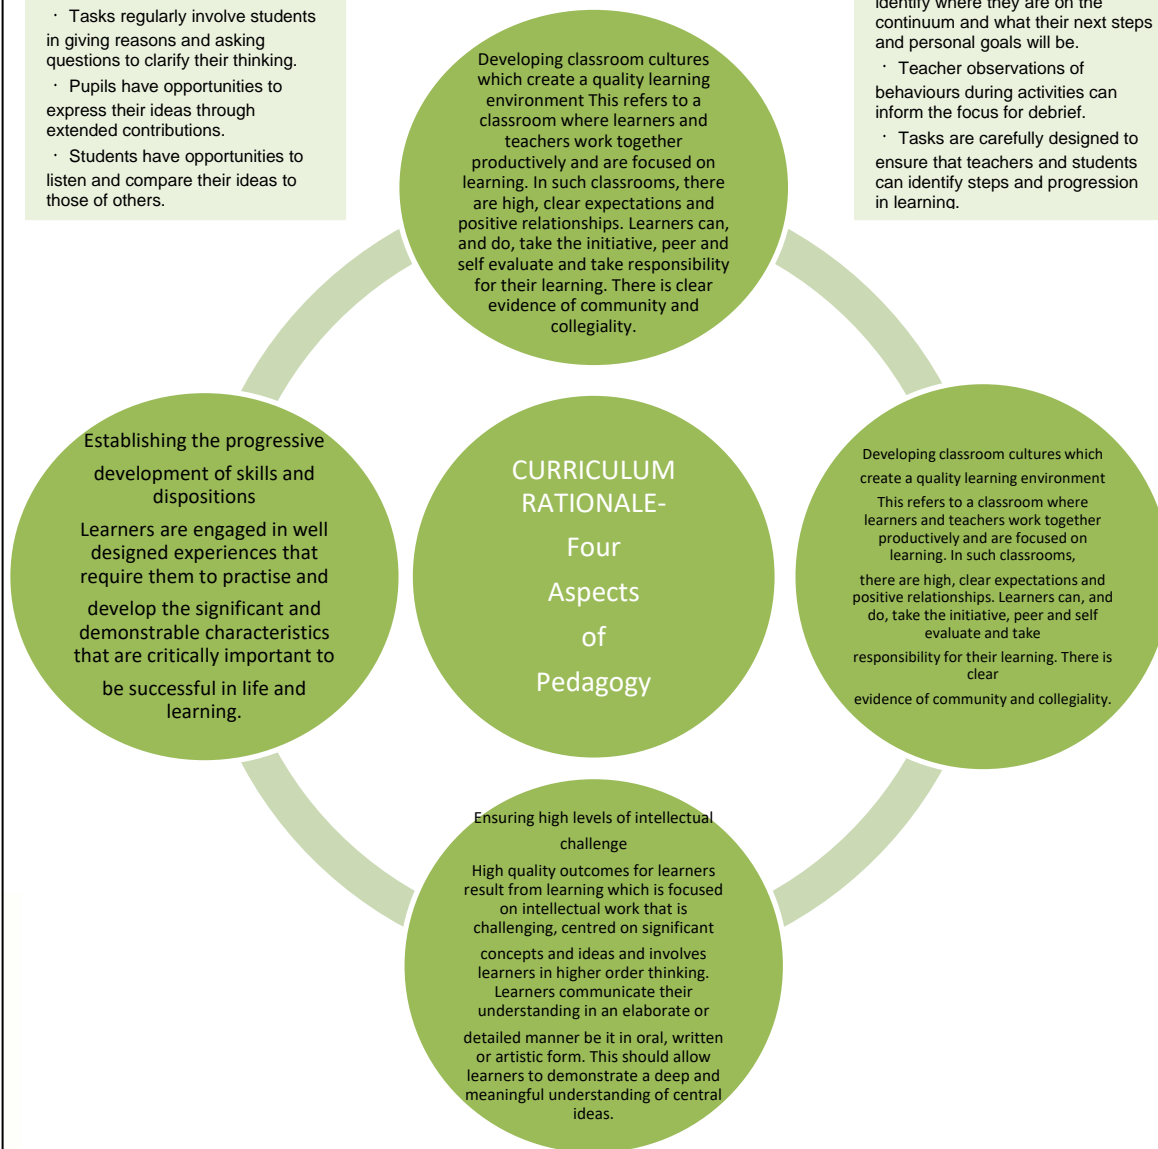 · Tasks regularly involve students
in giving reasons and asking
questions to clarify their thinking.
· Pupils have opportunities to
express their ideas through
extended contributions.
· Students have opportunities to
listen and compare their ideas to
those of others.
identify where they are on the
continuum and what their next steps
and personal goals will be.
· Teacher observations of
behaviours during activities can
inform the focus for debrief.
· Tasks are carefully designed to
ensure that teachers and students
can identify steps and progression
in learning.
Developing classroom cultures
which create a quality learning
environment This refers to a
classroom where learners and
teachers work together
productively and are focused on
learning. In such classrooms, there
are high, clear expectations and
positive relationships. Learners can,
and do, take the initiative, peer and
self evaluate and take responsibility
for their learning. There is clear
evidence of community and
collegiality.
Establishing the progressive
development of skills and
dispositions
Learners are engaged in well
designed experiences that
require them to practise and
develop the significant and
demonstrable characteristics
that are critically important to
be successful in life and
learning.
CURRICULUM
RATIONALE-
Four
Aspects
of
Pedagogy
Developing classroom cultures which
create a quality learning environment
This refers to a classroom where
learners and teachers work together
productively and are focused on
learning. In such classrooms,
there are high, clear expectations and
positive relationships. Learners can, and
do, take the initiative, peer and self
evaluate and take
responsibility for their learning. There is
clear
evidence of community and collegiality.
Ensuring high levels of intellectual
challenge
High quality outcomes for learners
result from learning which is focused
on intellectual work that is
challenging, centred on significant
concepts and ideas and involves
learners in higher order thinking.
Learners communicate their
understanding in an elaborate or
detailed manner be it in oral, written
or artistic form. This should allow
learners to demonstrate a deep and
meaningful understanding of central
ideas.